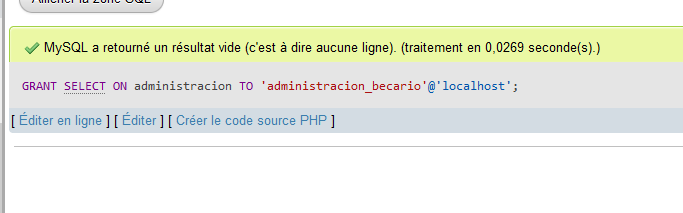 Afficher la zone SQL
MySQL a retourné un résultat vide (c'est à dire aucune ligne). (traitement en 0,0269 seconde(s).)
GRANT SELECT ON administracion TO 'administracion_becario'@'localhost';
[ Éditer en ligne ] [ Éditer ] [ Créer le code source PHP ]